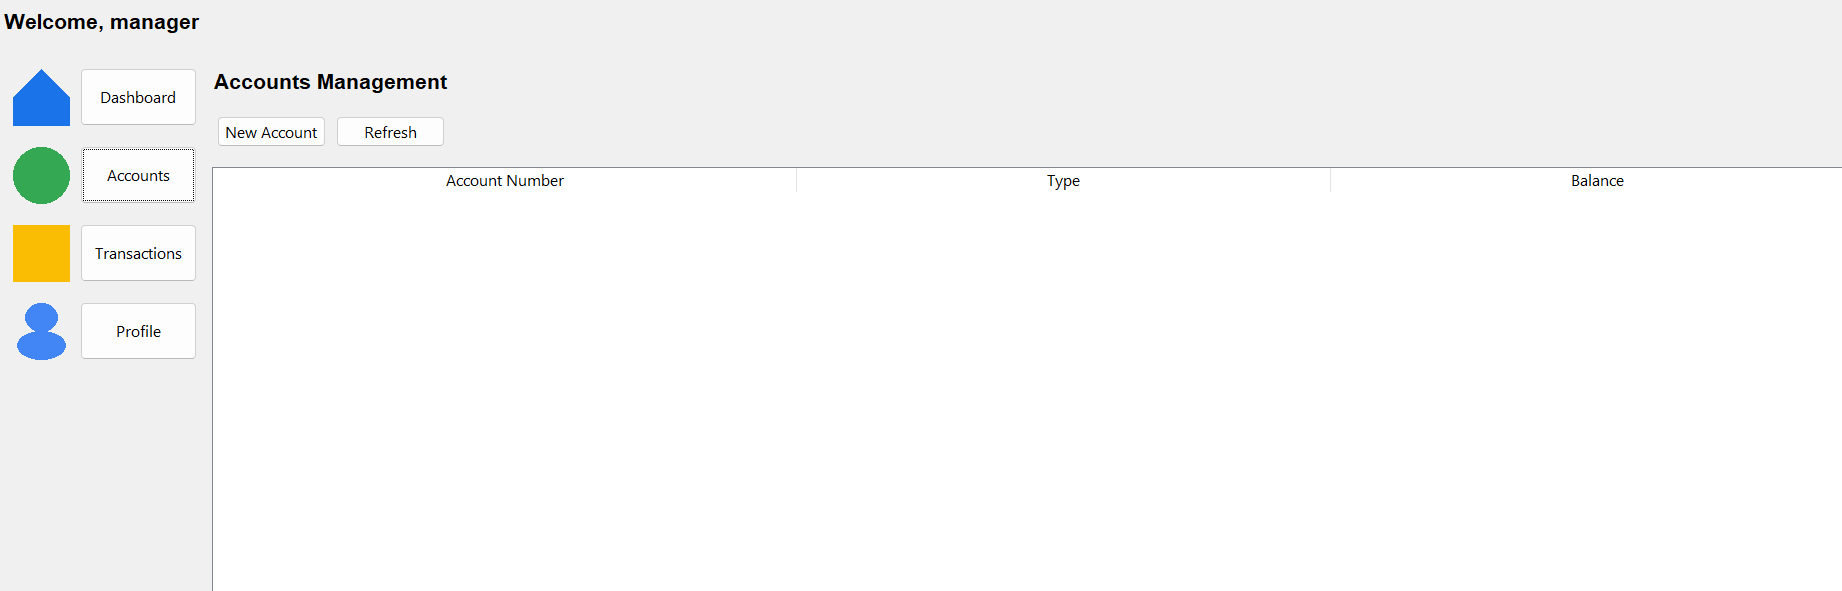 Welcome, manager
Dashboard
Accounts
Transactions
Profile
Accounts Management
New Account Refresh
Account Number Type Balance